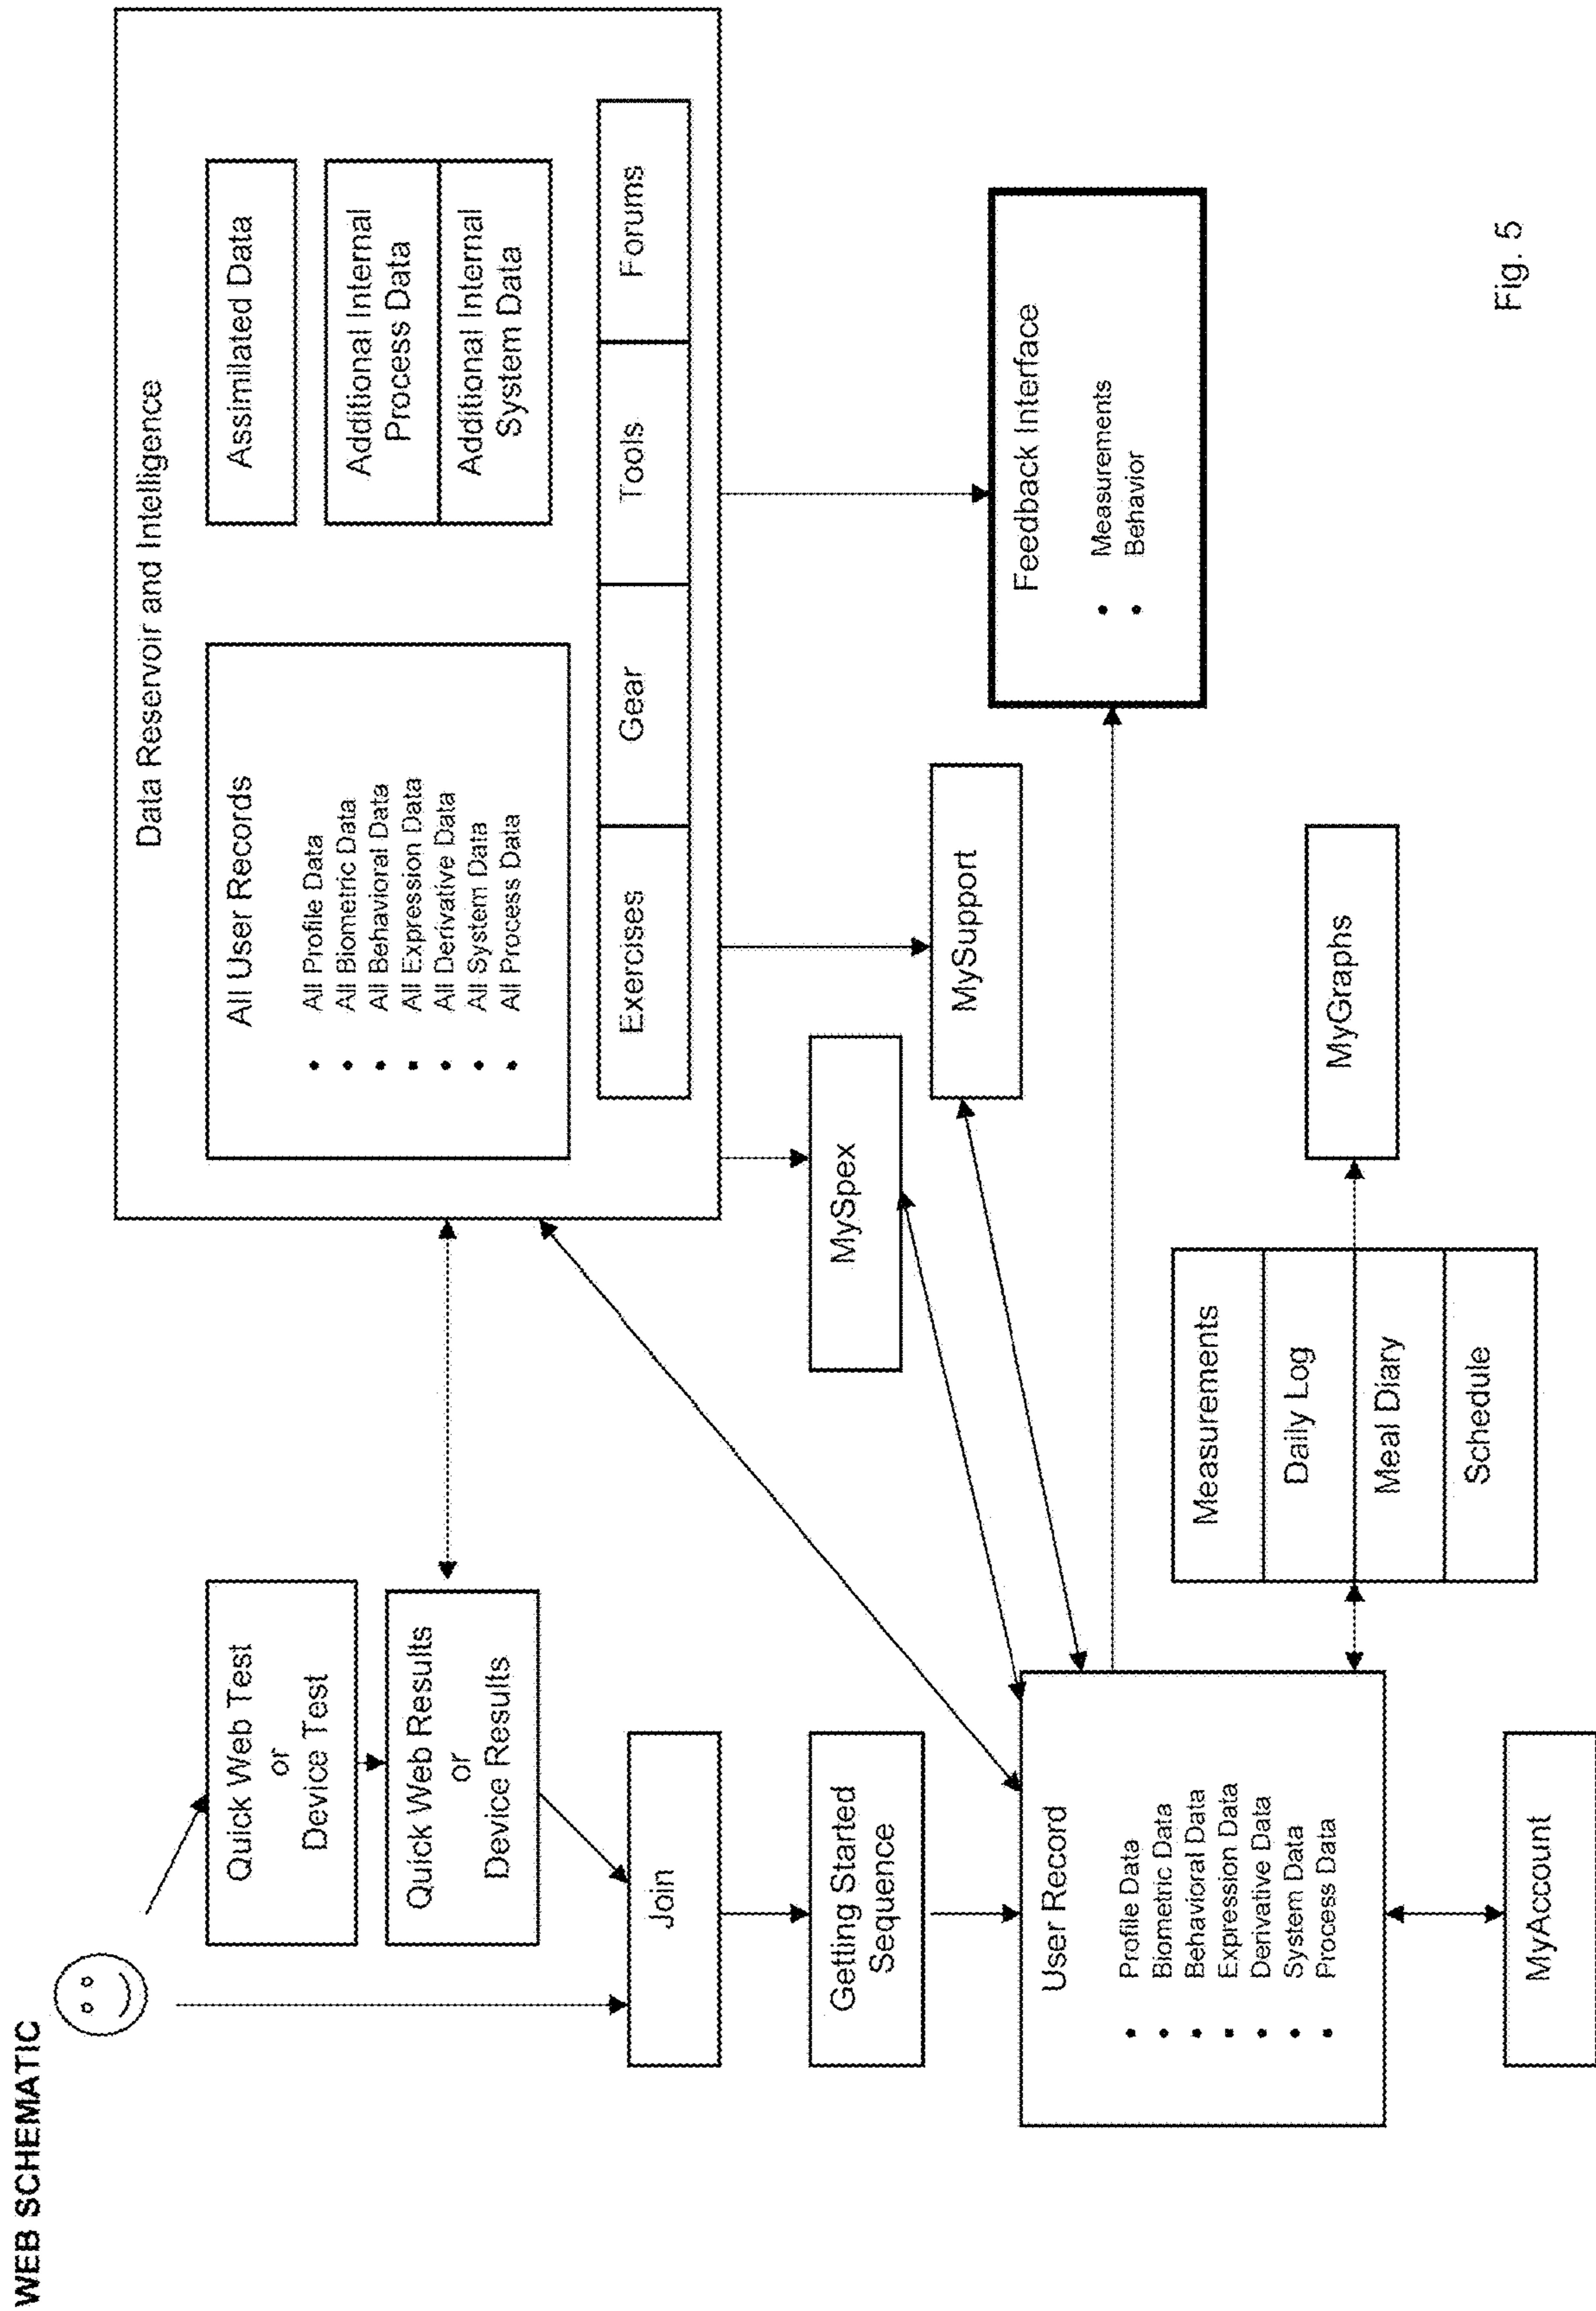 WEB SCHEMATIC
Quick Web Test
or
Device Test
Quick Web Results
or
Device Results
Join
Getting Started
Sequence
User Record
• Profile Data
• Biometric Data
• Behavioral Data
• Expression Data
• Derivative Data
• System Data
• Process Data
MyAccount
Data Reservoir and Intelligence
All User Records
• All Profile Data
• All Biometric Data
• All Behavioral Data
• All Expression Data
• All Derivative Data
• All System Data
• All Process Data
Assimilated Data
Additional Internal
Process Data
Additional Internal
System Data
Exercises
Gear
Tools
Forums
MySpex
MySupport
Feedback Interface
• Measurements
• Behavior
Measurements
Daily Log
Meal Diary
Schedule
MyGraphs
Fig. 5